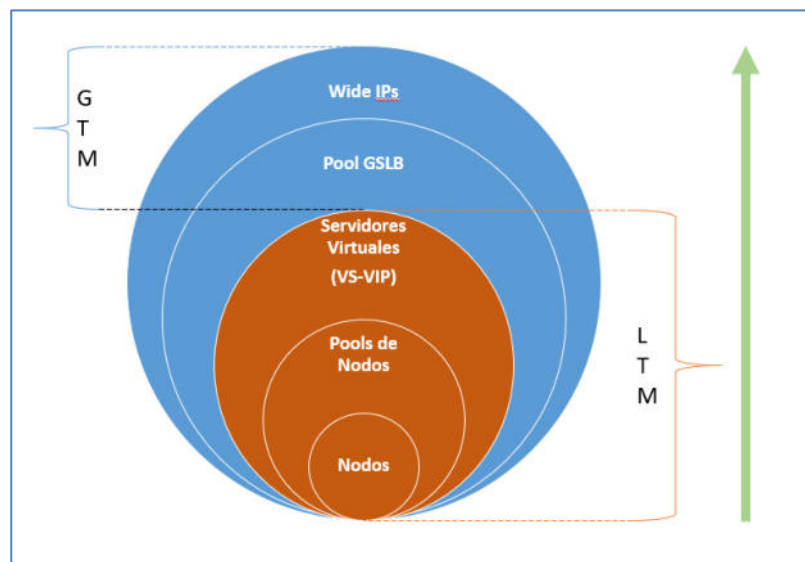 Wide IPs
G
T
M
Pool GSLB
Servidores
Virtuales
(VS-VIP)
Pools de
Nodos
L
T
M
Nodos